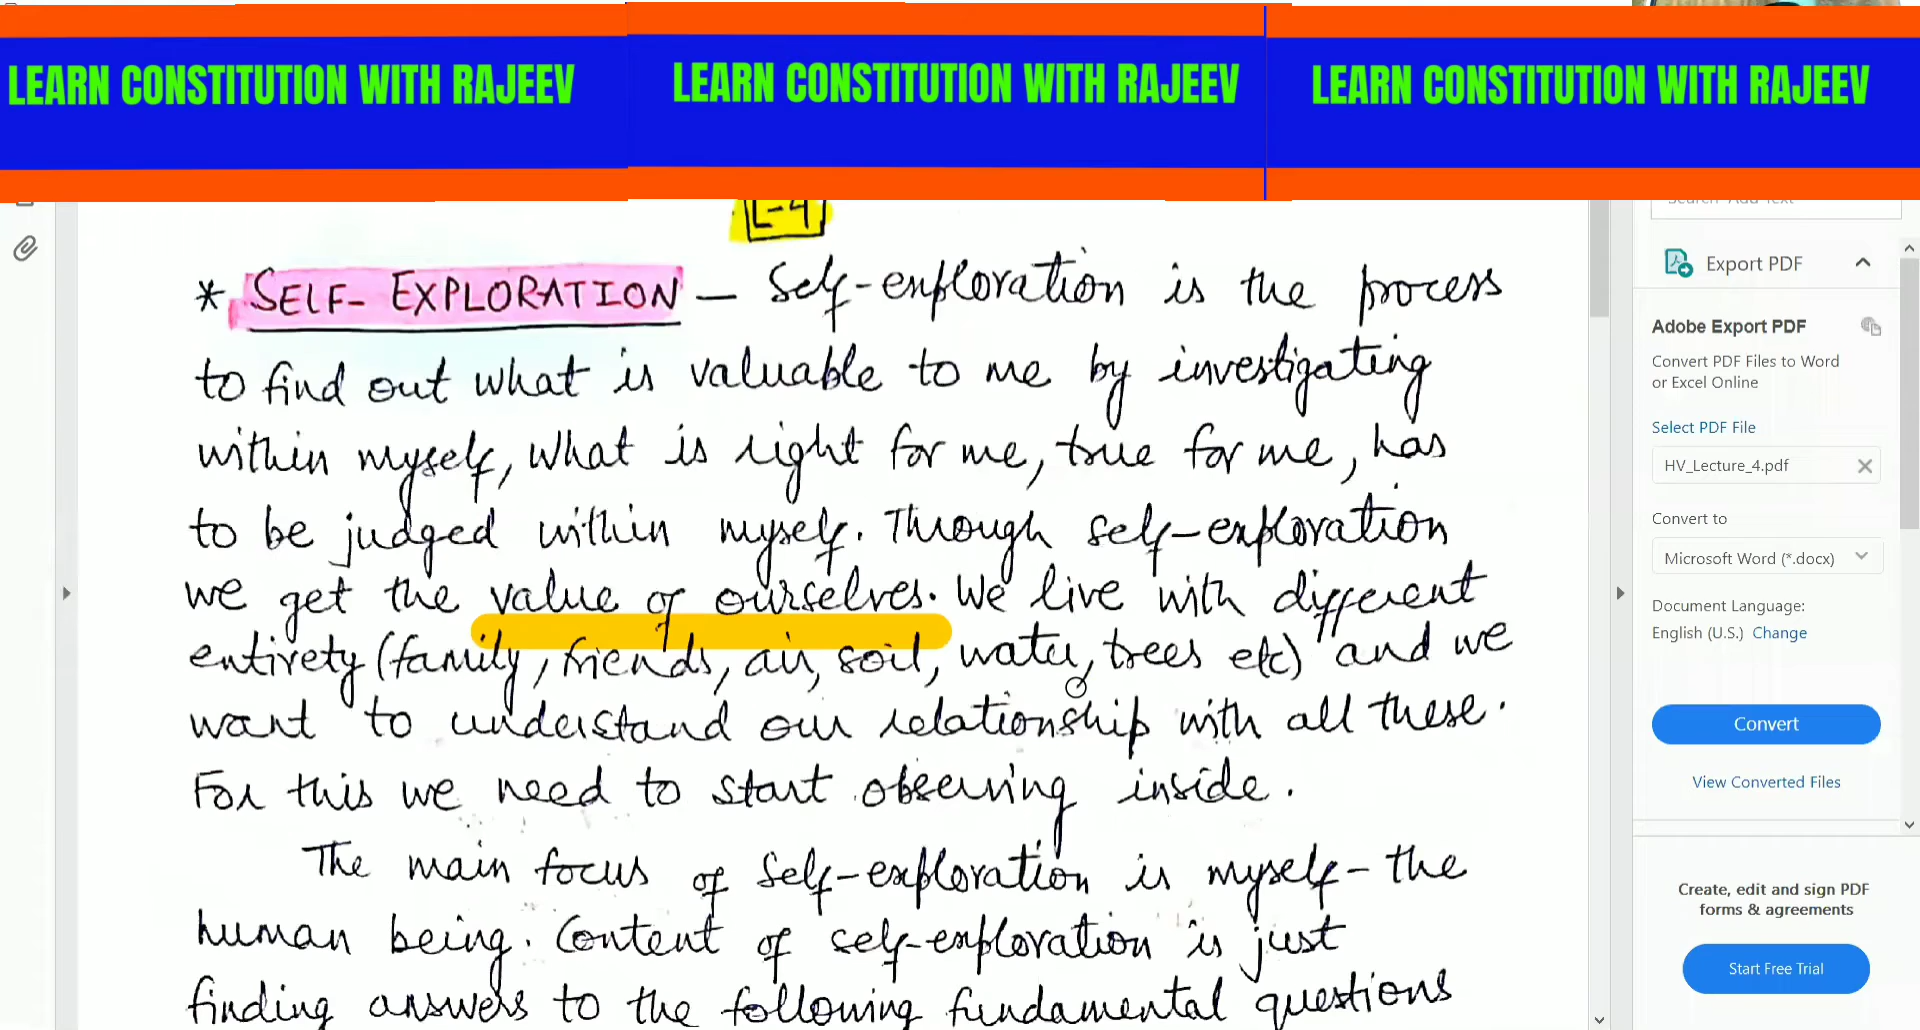 LEARN CONSTITUTION WITH RAJEEV LEARN CONSTITUTION WITH RAJEEV LEARN CONSTITUTION WITH RAJEEV
L-4
* SELF-EXPLORATION — Self-exploration is the process
to find out what is valuable to me by investigating
within myself, what is right for me, true for me, has
to be judged within myself. Through self-exploration
we get the value of ourselves. We live with different
entirety (family, friends, air, soil, water, trees etc) and we
want to understand our relationship with all these.
For this we need to start observing inside.
The main focus of self-exploration is myself - the
human being. Content of self-exploration is just
finding answers to the following fundamental questions
Export PDF
Adobe Export PDF
Convert PDF Files to Word
or Excel Online
Select PDF File
HV_Lecture_4.pdf
Convert to
Microsoft Word (*.docx)
Document Language:
English (U.S.) Change
Convert
View Converted Files
Create, edit and sign PDF
forms & agreements
Start Free Trial